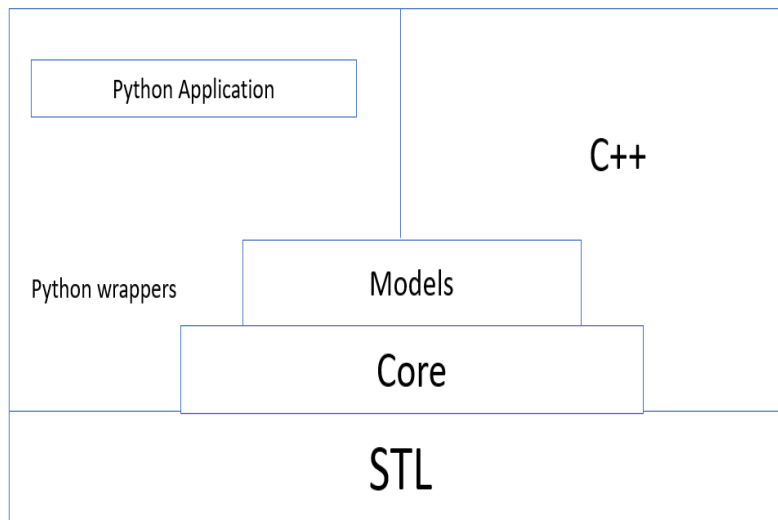 Python Application
C++
Python wrappers
Models
Core
STL